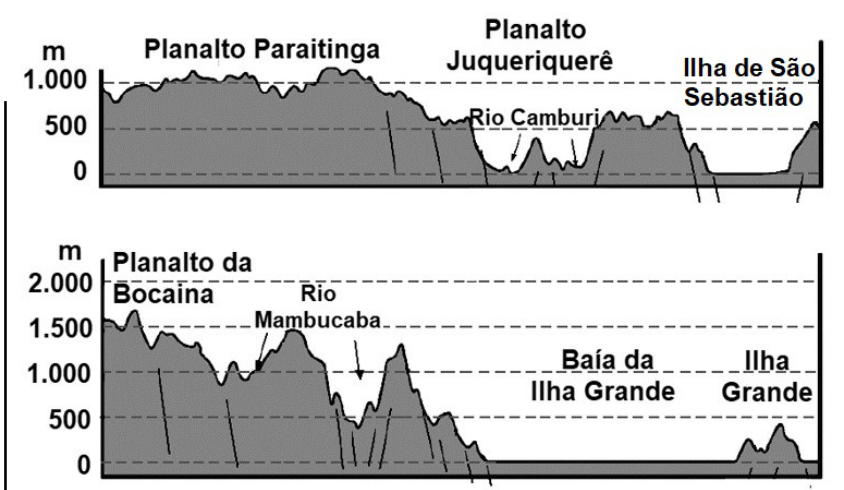 m
Planalto Paraitinga
Planalto
Juqueriquerê
Ilha de São
Sebastião
1.000
500
Rio Camburi
0
m
Planalto da
Bocaina
2.000
Rio
Mambucaba
1.500
1.000
Baía da
Ilha Grande
Ilha
Grande
500
0